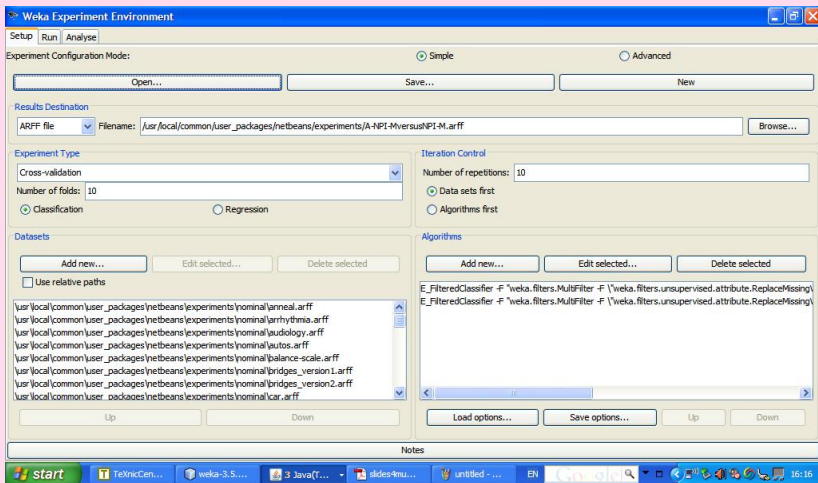 Weka Experiment Environment
Setup Run Analyse
Experiment Configuration Mode: Simple Advanced
Open... Save... New
Results Destination
ARFF file Filename: /usr/local/common/user_packages/netbeans/experiments/A-NPI-MversusNPI-M.arff Browse...
Experiment Type
Cross-validation
Number of folds: 10
Classification Regression
Iteration Control
Number of repetitions: 10
Data sets first
Algorithms first
Datasets
Add new... Edit selected... Delete selected
Use relative paths
\usr\local\common\user_packages\netbeans\experiments\nominal\anneal.arff
\usr\local\common\user_packages\netbeans\experiments\nominal\arrhythmia.arff
\usr\local\common\user_packages\netbeans\experiments\nominal\audiology.arff
\usr\local\common\user_packages\netbeans\experiments\nominal\autos.arff
\usr\local\common\user_packages\netbeans\experiments\nominal\balance-scale.arff
\usr\local\common\user_packages\netbeans\experiments\nominal\bridges_version1.arff
\usr\local\common\user_packages\netbeans\experiments\nominal\bridges_version2.arff
\usr\local\common\user_packages\netbeans\experiments\nominal\car.arff
Up Down
Algorithms
Add new... Edit selected... Delete selected
E_FilteredClassifier -F "weka.filters.MultiFilter -F \"weka.filters.unsupervised.attribute.ReplaceMissing\
E_FilteredClassifier -F "weka.filters.MultiFilter -F \"weka.filters.unsupervised.attribute.ReplaceMissing\
Load options... Save options... Up Down
Notes
start TeXnicCen... weka-3.5.... 3 Java(T... slides4mu... untitled - ... EN Google 16:16